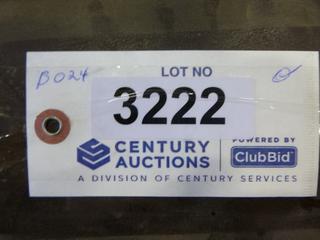 B024
LOT NO
3222
CENTURY
AUCTIONS
POWERED BY
ClubBid
A DIVISION OF CENTURY SERVICES